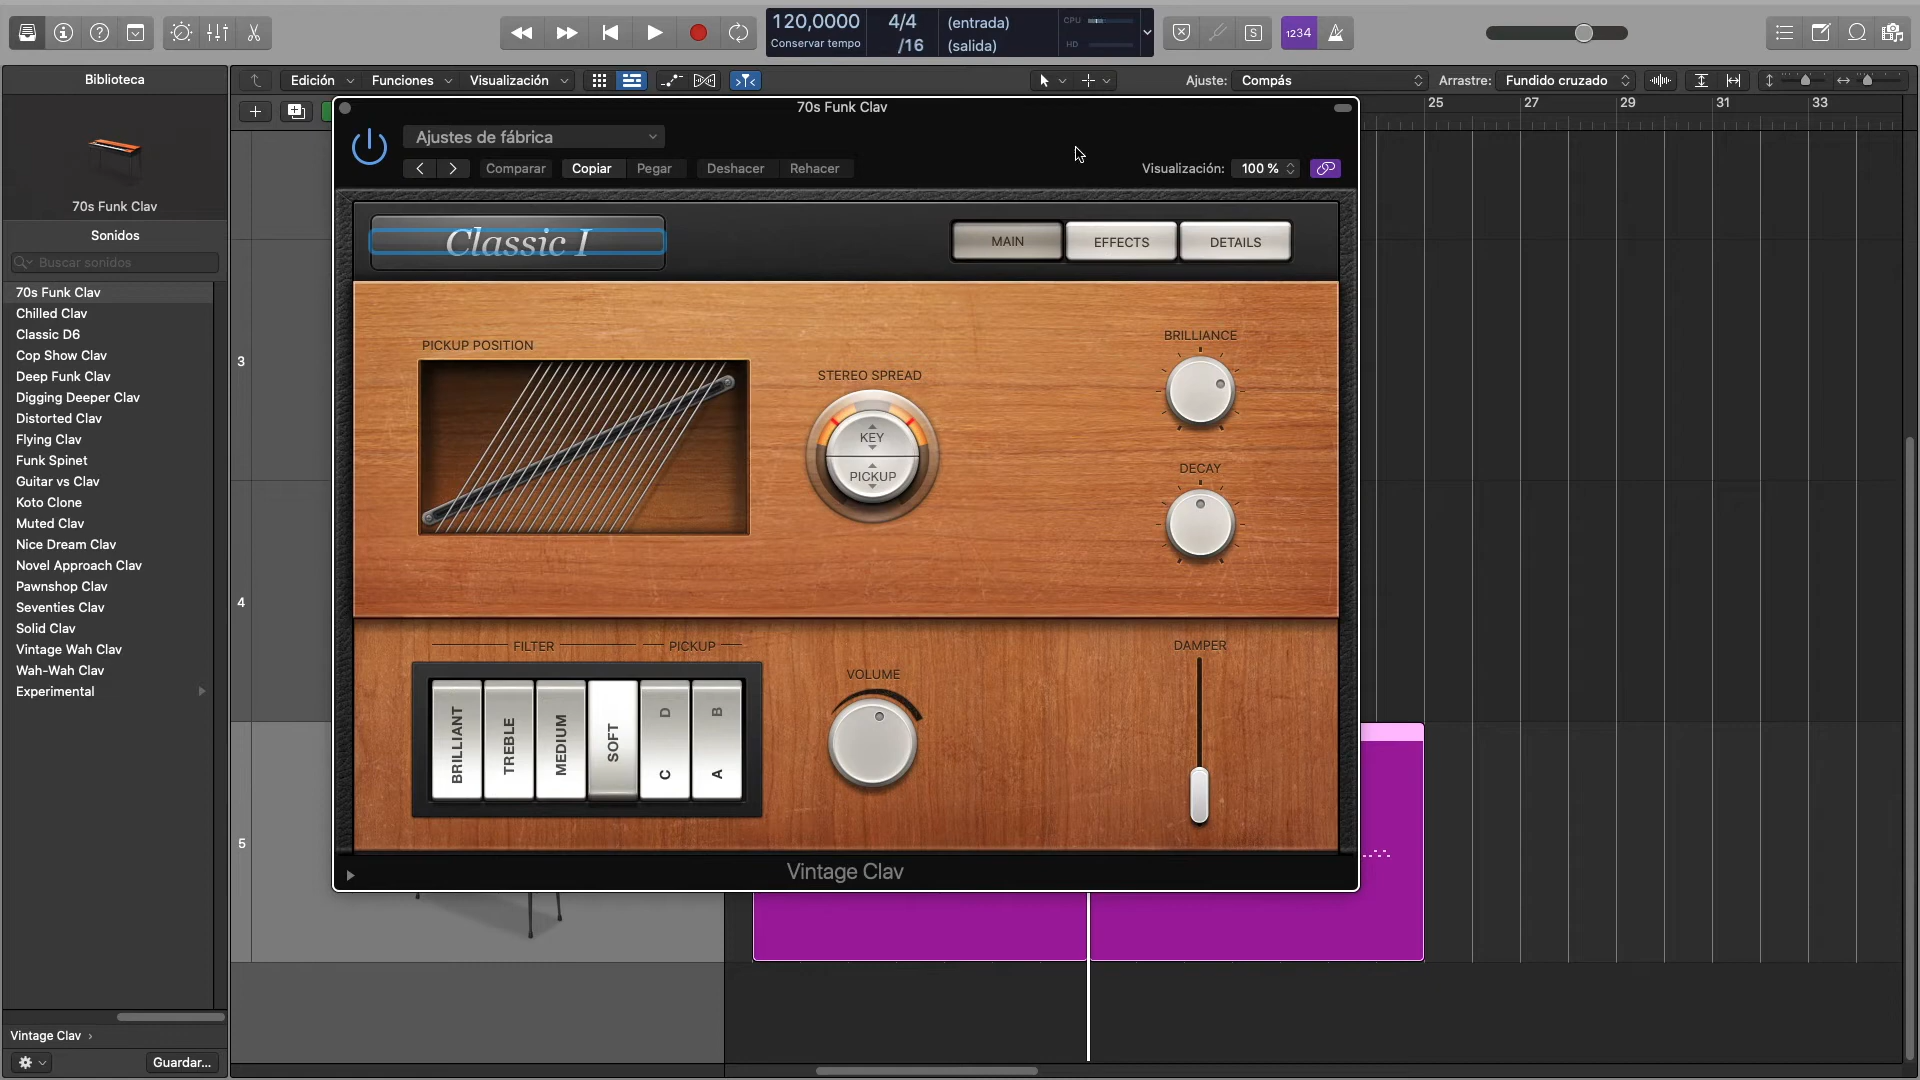 120,0000
Conservar tempo
4/4
/16
(entrada)
(salida)
CPU
HD
S
1234
Biblioteca
Edición
Funciones
Visualización
Ajuste:
Compás
Arrastre:
Fundido cruzado
25
27
29
31
33
70s Funk Clav
Sonidos
Buscar sonidos
70s Funk Clav
Chilled Clav
Classic D6
Cop Show Clav
Deep Funk Clav
Digging Deeper Clav
Distorted Clav
Flying Clav
Funk Spinet
Guitar vs Clav
Koto Clone
Muted Clav
Nice Dream Clav
Novel Approach Clav
Pawnshop Clav
Seventies Clav
Solid Clav
Vintage Wah Clav
Wah-Wah Clav
Experimental
Vintage Clav
Guardar...
3
4
5
70s Funk Clav
Ajustes de fábrica
Comparar
Copiar
Pegar
Deshacer
Rehacer
Visualización:
100 %
Classic I
MAIN
EFFECTS
DETAILS
PICKUP POSITION
STEREO SPREAD
KEY
PICKUP
BRILLIANCE
DECAY
FILTER
PICKUP
BRILLIANT
TREBLE
MEDIUM
SOFT
D
C
B
A
VOLUME
DAMPER
Vintage Clav